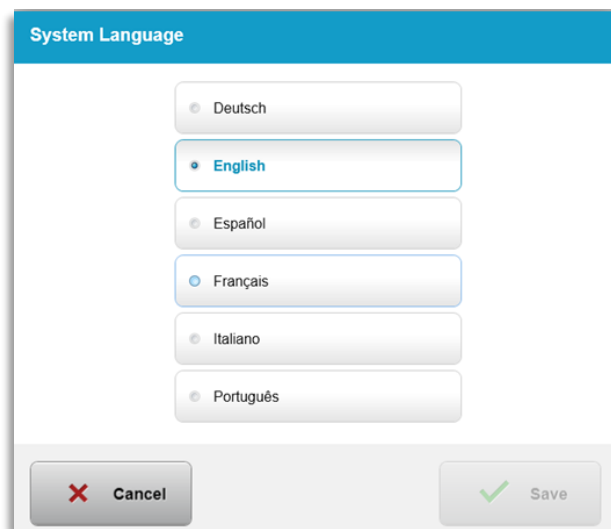 System Language
Deutsch
English
Español
Français
Italiano
Português
Cancel
Save